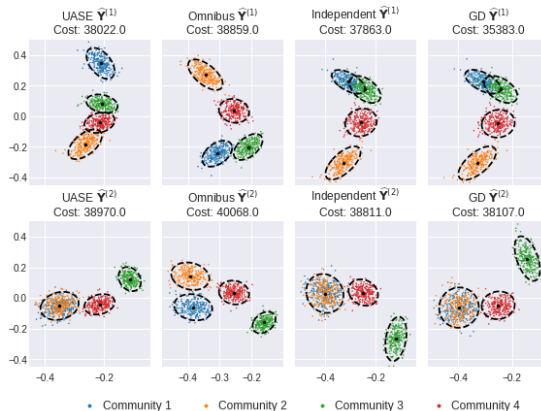 UASE Ŷ⁽¹⁾ Omnibus Ŷ⁽¹⁾ Independent Ŷ⁽¹⁾ GD Ŷ⁽¹⁾
Cost: 38022.0 Cost: 38859.0 Cost: 37863.0 Cost: 35383.0
0.4
0.2
0.0
−0.2
−0.4
UASE Ŷ⁽²⁾ Omnibus Ŷ⁽²⁾ Independent Ŷ⁽²⁾ GD Ŷ⁽²⁾
Cost: 38970.0 Cost: 40068.0 Cost: 38811.0 Cost: 38107.0
0.4
0.2
0.0
−0.2
−0.4
−0.4 −0.2 −0.4 −0.3 −0.2 −0.4 −0.2 −0.4 −0.2
Community 1 Community 2 Community 3 Community 4